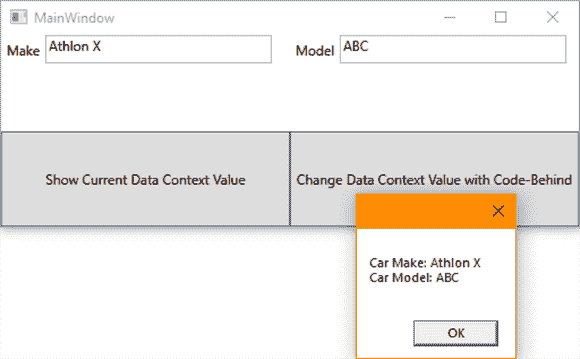 MainWindow
Make Athlon X Model ABC
Show Current Data Context Value
Change Data Context Value with Code-Behind
Car Make: Athlon X
Car Model: ABC
OK